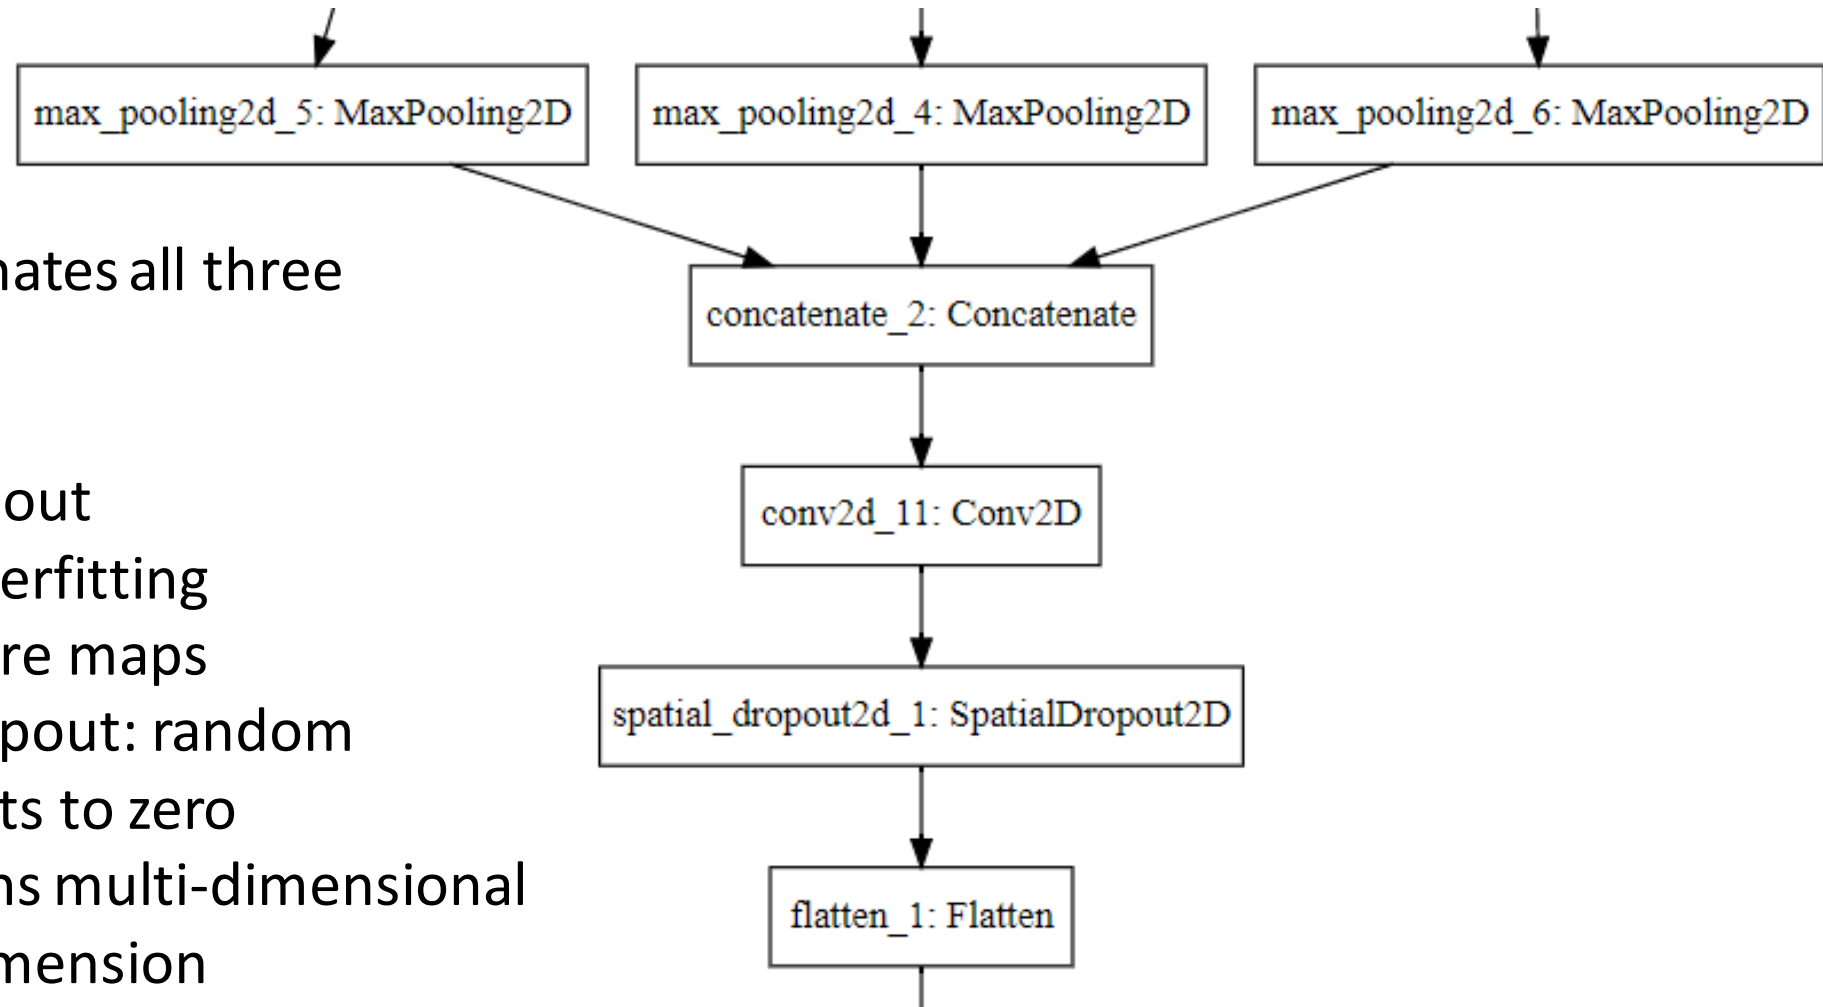 max_pooling2d_5: MaxPooling2D
max_pooling2d_4: MaxPooling2D
max_pooling2d_6: MaxPooling2D
nates all three
concatenate_2: Concatenate
out
conv2d_11: Conv2D
erfitting
re maps
pout: random
spatial_dropout2d_1: SpatialDropout2D
ts to zero
ns multi-dimensional
flatten_1: Flatten
mension